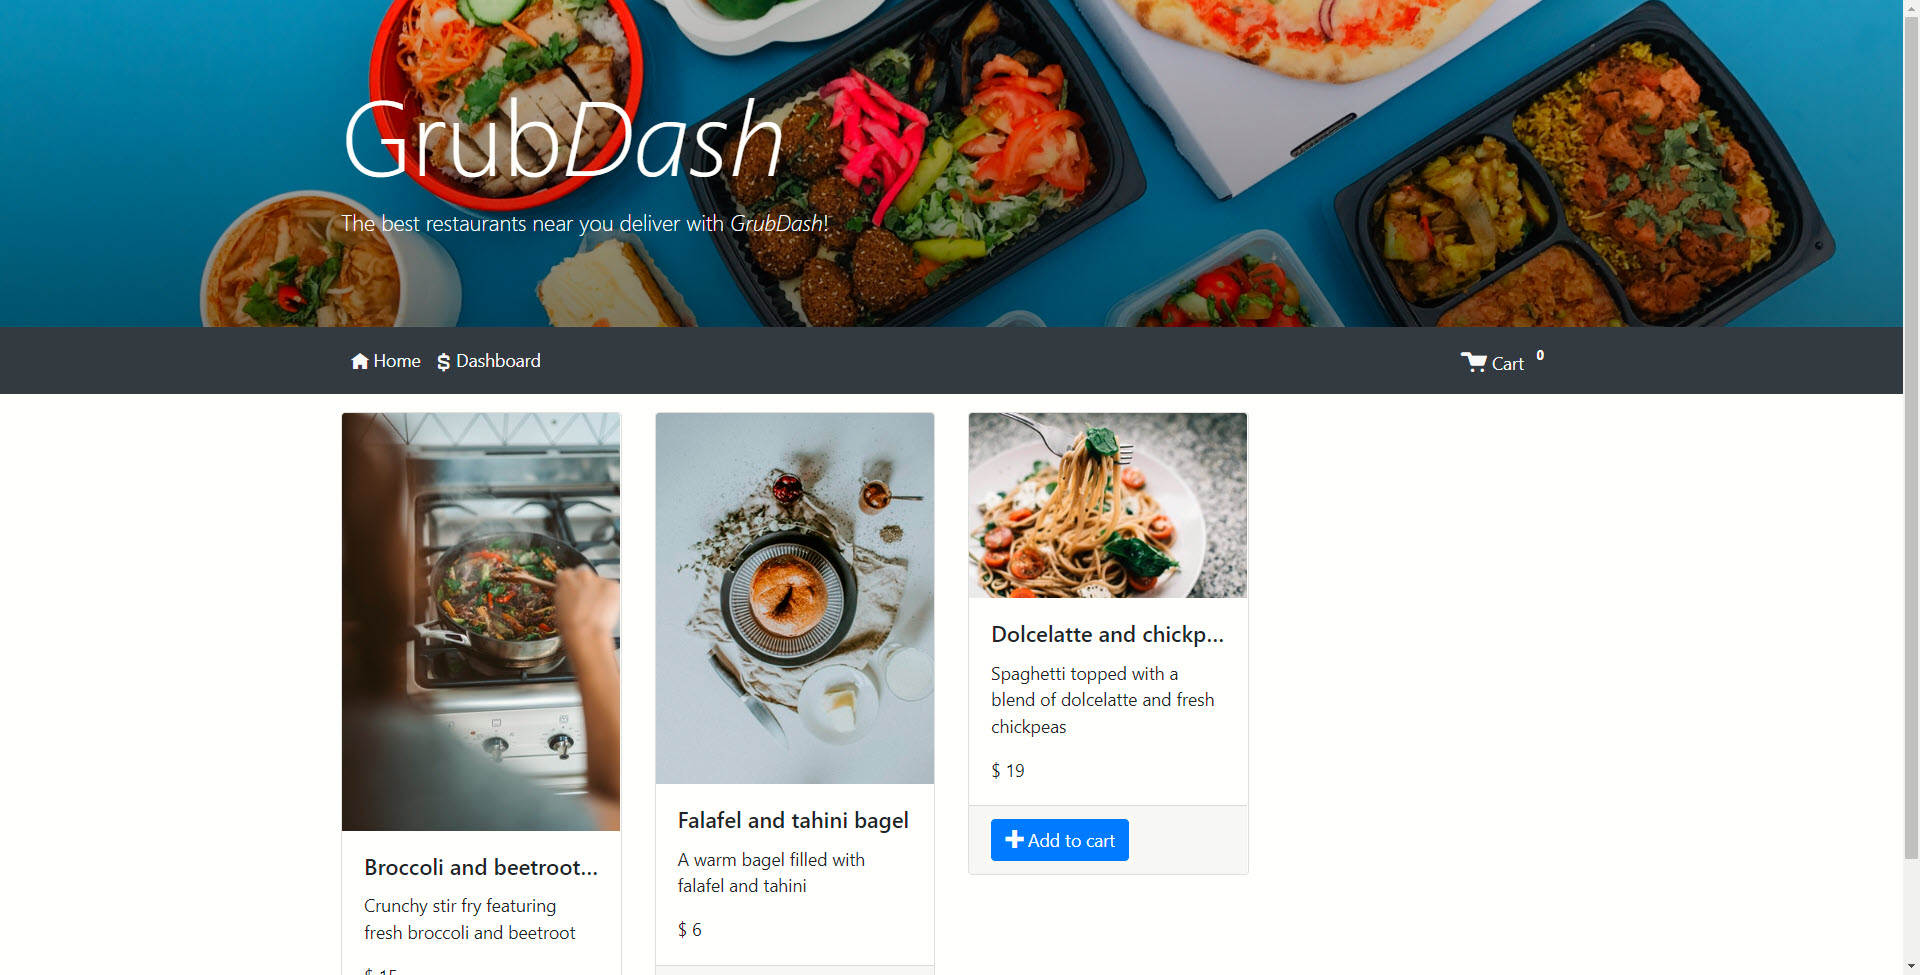 GrubDash
The best restaurants near you deliver with GrubDash!
Home
Dashboard
Cart 0
Broccoli and beetroot...
Crunchy stir fry featuring
fresh broccoli and beetroot
$ 15
Falafel and tahini bagel
A warm bagel filled with
falafel and tahini
$ 6
Dolcelatte and chickp...
Spaghetti topped with a
blend of dolcelatte and fresh
chickpeas
$ 19
Add to cart